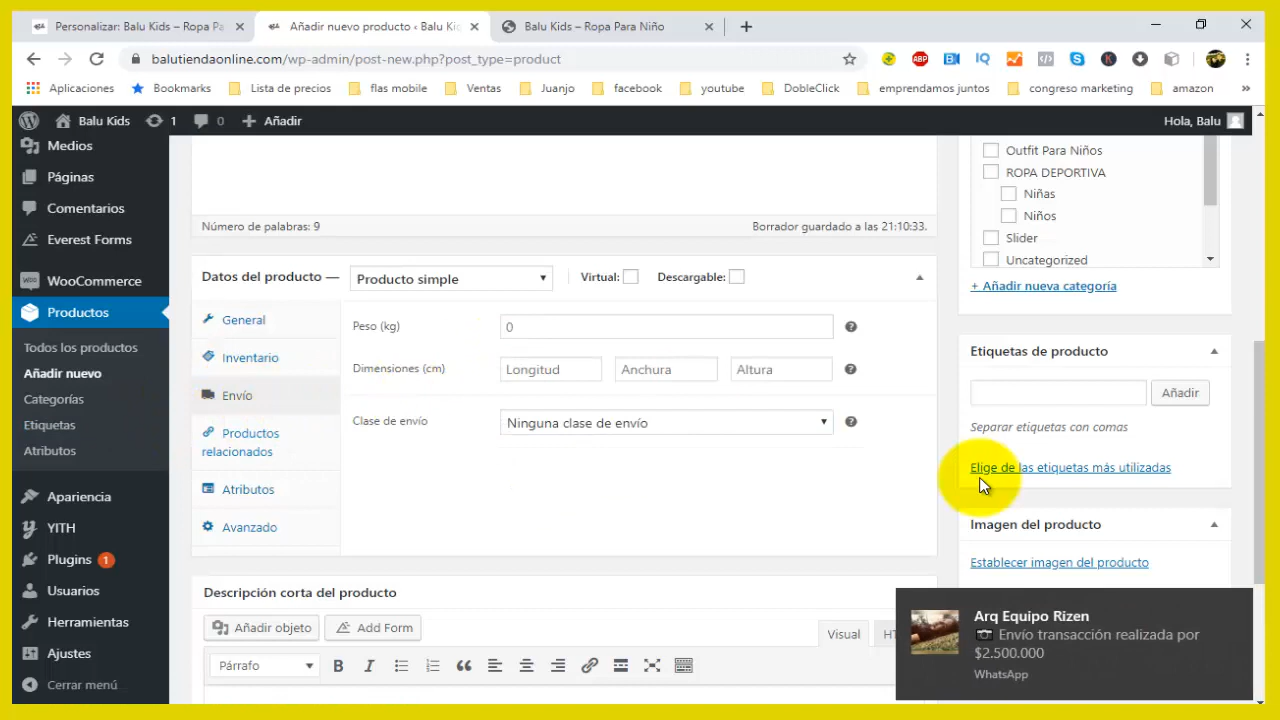 Personalizar: Balu Kids – Ropa Pa
Añadir nuevo producto ‹ Balu Ki
Balu Kids – Ropa Para Niño
balutiendaonline.com/wp-admin/post-new.php?post_type=product
Aplicaciones
Bookmarks
Lista de precios
flas mobile
Ventas
Juanjo
facebook
youtube
DobleClick
emprendamos juntos
congreso marketing
amazon
Balu Kids
1
0
Añadir
Hola, Balu
Medios
Páginas
Comentarios
Everest Forms
WooCommerce
Productos
Todos los productos
Añadir nuevo
Categorías
Etiquetas
Atributos
Apariencia
YITH
Plugins 1
Usuarios
Herramientas
Ajustes
Cerrar menú
Número de palabras: 9
Borrador guardado a las 21:10:33.
Datos del producto —
Producto simple
Virtual:
Descargable:
General
Inventario
Envío
Productos
relacionados
Atributos
Avanzado
Peso (kg)
0
Dimensiones (cm)
Longitud
Anchura
Altura
Clase de envío
Ninguna clase de envío
Descripción corta del producto
Añadir objeto
Add Form
Visual
Párrafo
Outfit Para Niños
ROPA DEPORTIVA
Niñas
Niños
Slider
Uncategorized
+ Añadir nueva categoría
Etiquetas de producto
Añadir
Separar etiquetas con comas
Elige de las etiquetas más utilizadas
Imagen del producto
Establecer imagen del producto
Arq Equipo Rizen
📷 Envío transacción realizada por
$2.500.000
WhatsApp